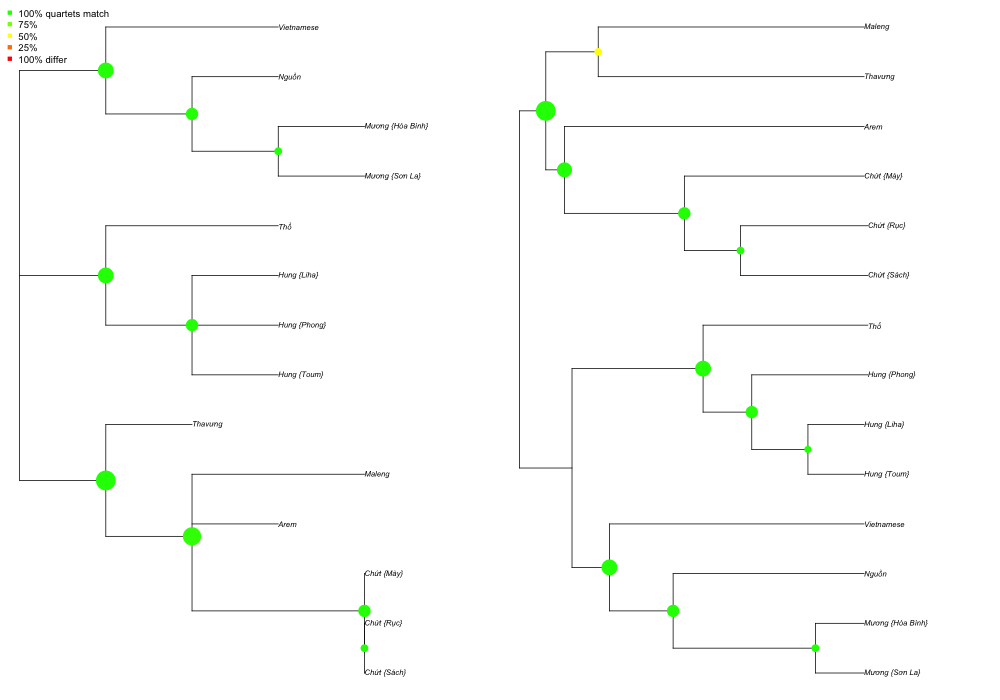 100% quartets match
75%
50%
25%
100% differ
Vietnamese
Nguồn
Mương {Hòa Bình}
Mương {Sơn La}
Thổ
Hung {Liha}
Hung {Phong}
Hung {Toum}
Thavưng
Maleng
Arem
Chứt {Mày}
Chứt {Rục}
Chứt {Sách}
Maleng
Thavưng
Arem
Chứt {Mày}
Chứt {Rục}
Chứt {Sách}
Thổ
Hung {Phong}
Hung {Liha}
Hung {Toum}
Vietnamese
Nguồn
Mương {Hòa Bình}
Mương {Sơn La}